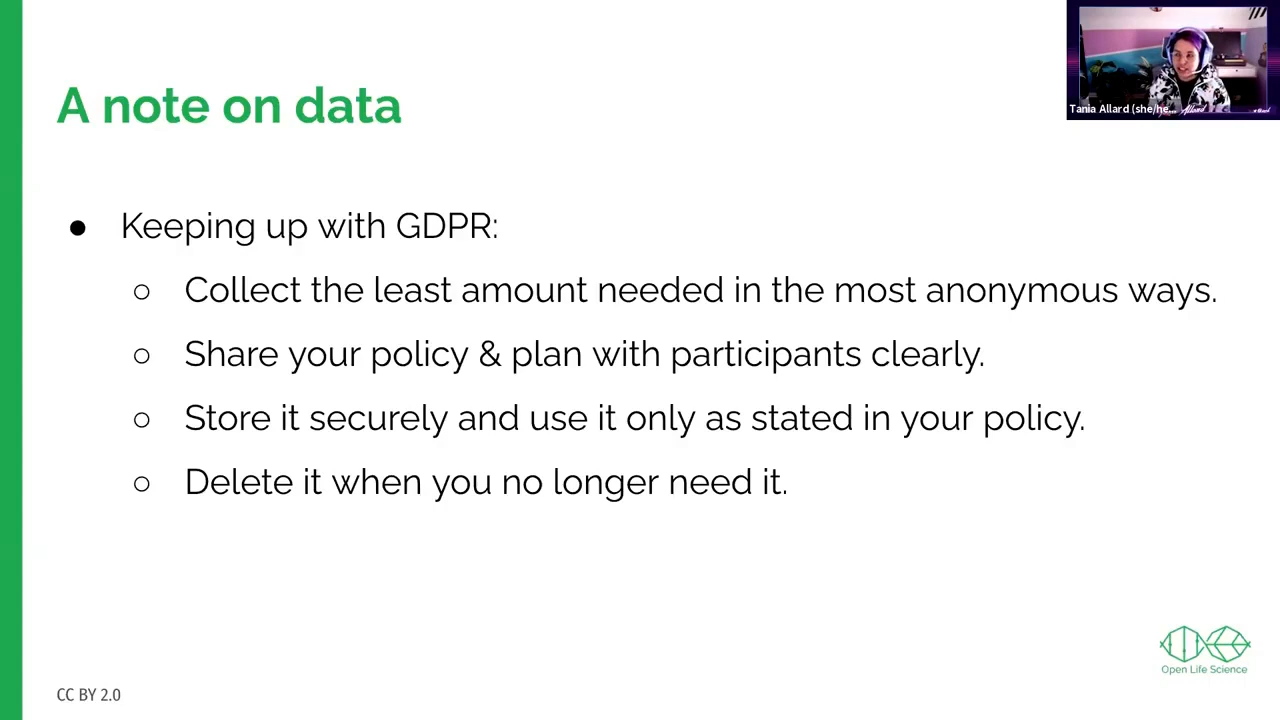 A note on data
Tania Allard (she/he...
● Keeping up with GDPR:
○ Collect the least amount needed in the most anonymous ways.
○ Share your policy & plan with participants clearly.
○ Store it securely and use it only as stated in your policy.
○ Delete it when you no longer need it.
Open Life Science
CC BY 2.0